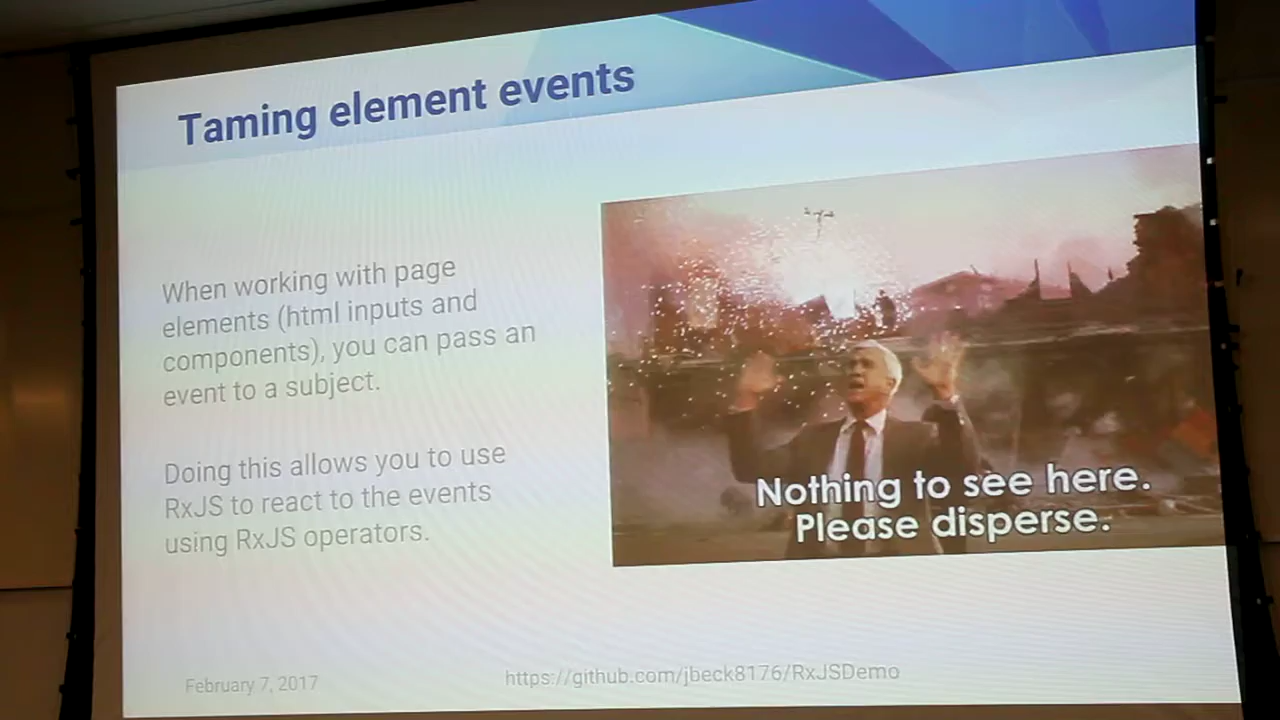 Taming element events
When working with page
elements (html inputs and
components), you can pass an
event to a subject.
Doing this allows you to use
RxJS to react to the events
using RxJS operators.
Nothing to see here.
Please disperse.
February 7, 2017
https://github.com/jbeck8176/RxJSDemo